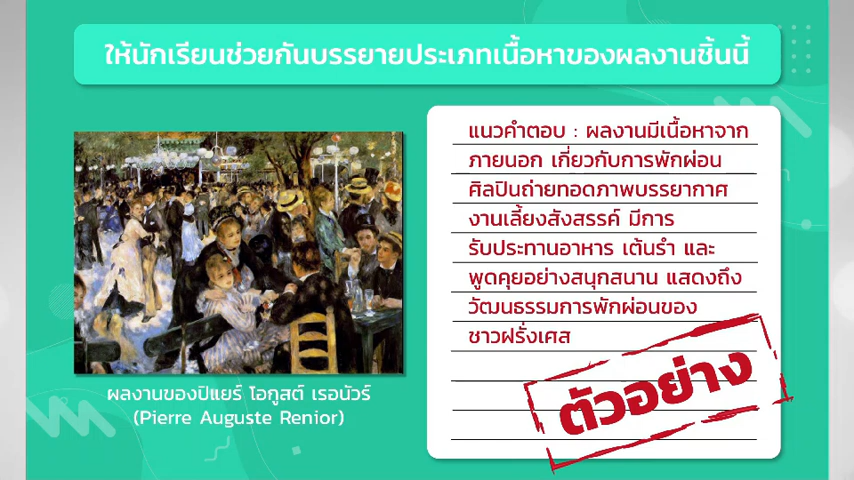 ให้นักเรียนช่วยกันบรรยายประเภทเนื้อหาของผลงานชิ้นนี้
แนวคำตอบ : ผลงานมีเนื้อหาจาก
ภายนอก เกี่ยวกับการพักผ่อน
ศิลปินถ่ายทอดภาพบรรยากาศ
งานเลี้ยงสังสรรค์ มีการ
รับประทานอาหาร เต้นรำ และ
พูดคุยอย่างสนุกสนาน แสดงถึง
วัฒนธรรมการพักผ่อนของ
ชาวฝรั่งเศส
ตัวอย่าง
ผลงานของปิแยร์ โอกูสต์ เรอนัวร์
(Pierre Auguste Renior)